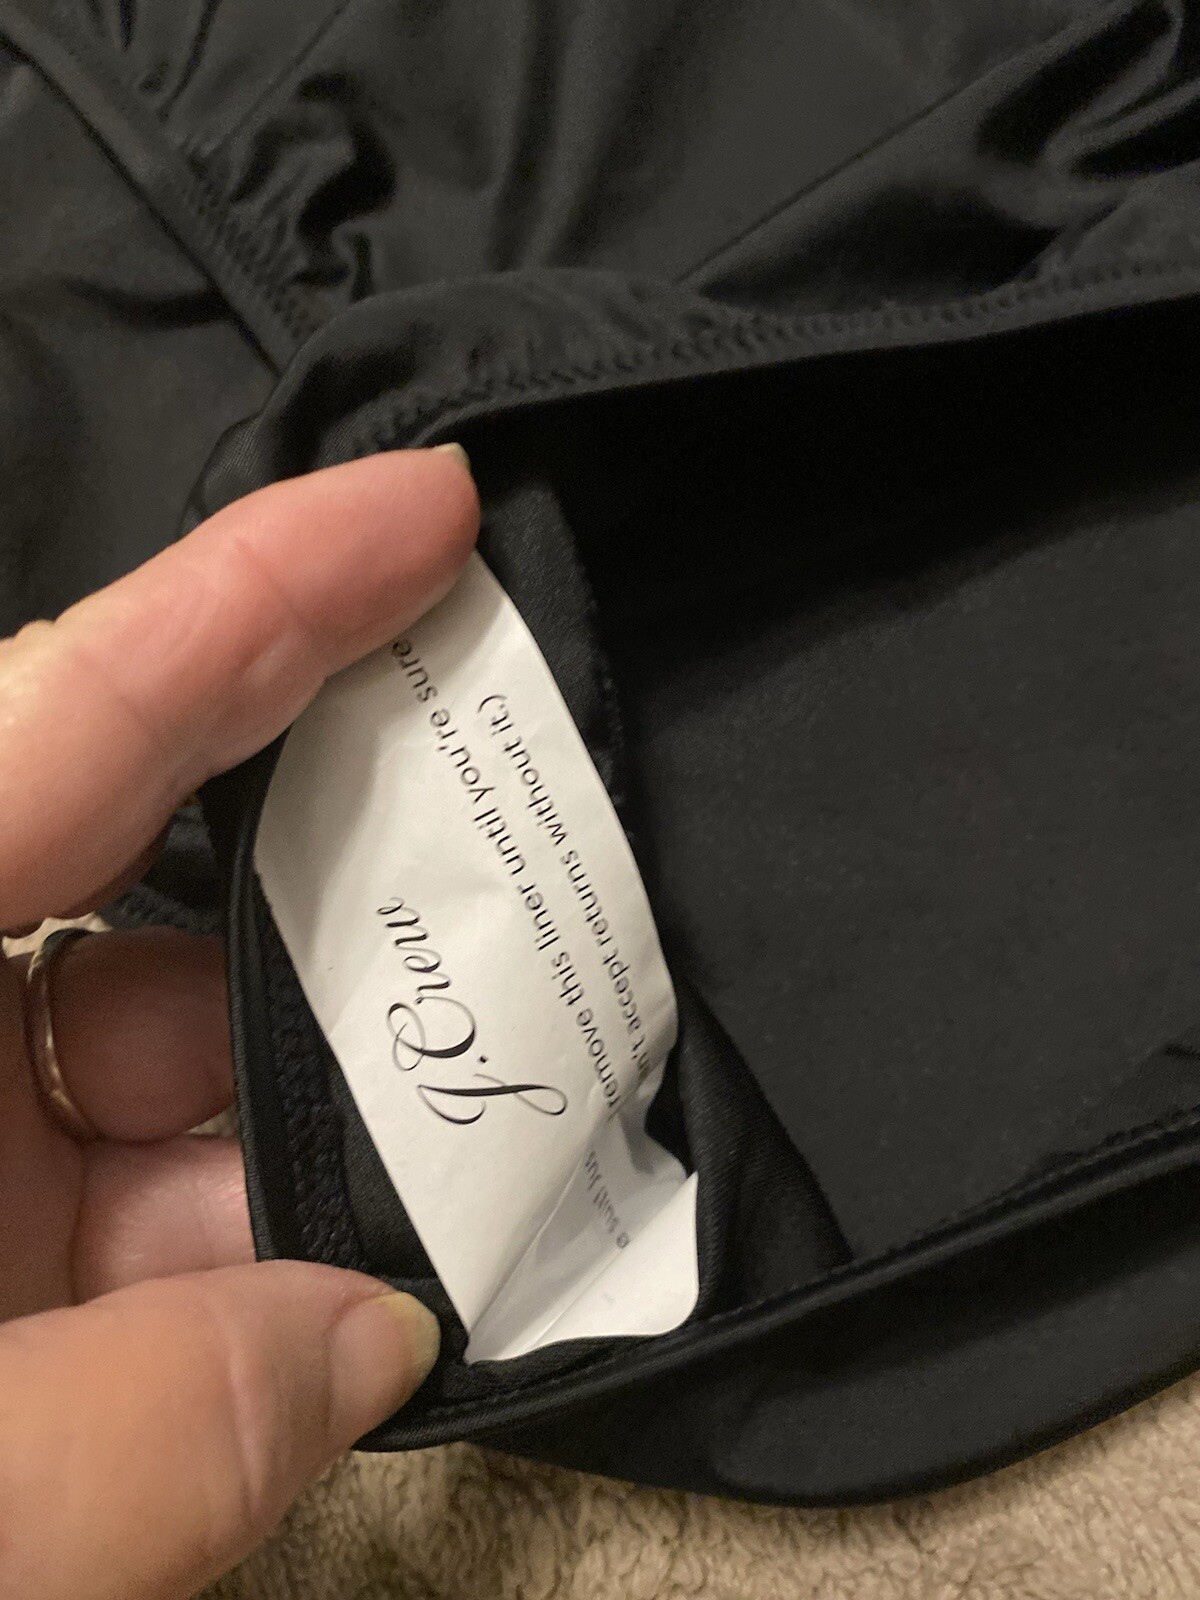 J.Crew
remove this liner until you're sure
accept returns without it.)